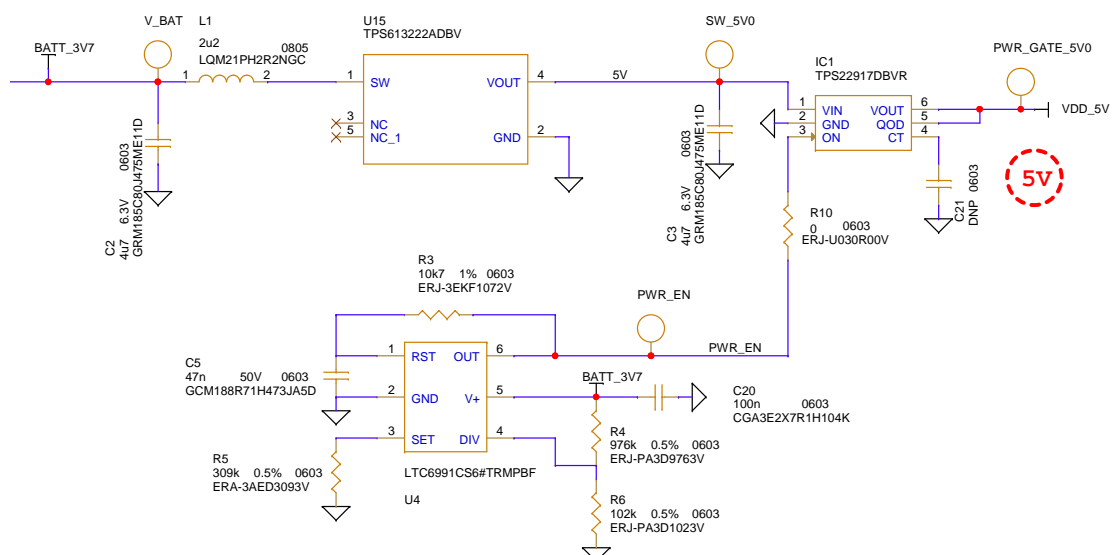 V_BAT
L1
2u2 0805
LQM21PH2R2NGC
BATT_3V7
1
2
U15
TPS613222ADBV
1 SW
VOUT 4
3 NC
5 NC_1
GND 2
5V
SW_5V0
IC1
TPS22917DBVR
PWR_GATE_5V0
1 VIN
2 GND
3 ON
VOUT 6
QOD 5
CT 4
VDD_5V
5V
C2
4u7 6.3V 0603
GRM185C80J475ME11D
C3
4u7 6.3V 0603
GRM185C80J475ME11D
C21
DNP 0603
R10
0 0603
ERJ-U030R00V
R3
10k7 1% 0603
ERJ-3EKF1072V
PWR_EN
PWR_EN
C5
47n 50V 0603
GCM188R71H473JA5D
1 RST
OUT 6
2 GND
V+ 5
3 SET
DIV 4
BATT_3V7
C20
100n 0603
CGA3E2X7R1H104K
R4
976k 0.5% 0603
ERJ-PA3D9763V
R5
309k 0.5% 0603
ERA-3AED3093V
LTC6991CS6#TRMPBF
U4
R6
102k 0.5% 0603
ERJ-PA3D1023V